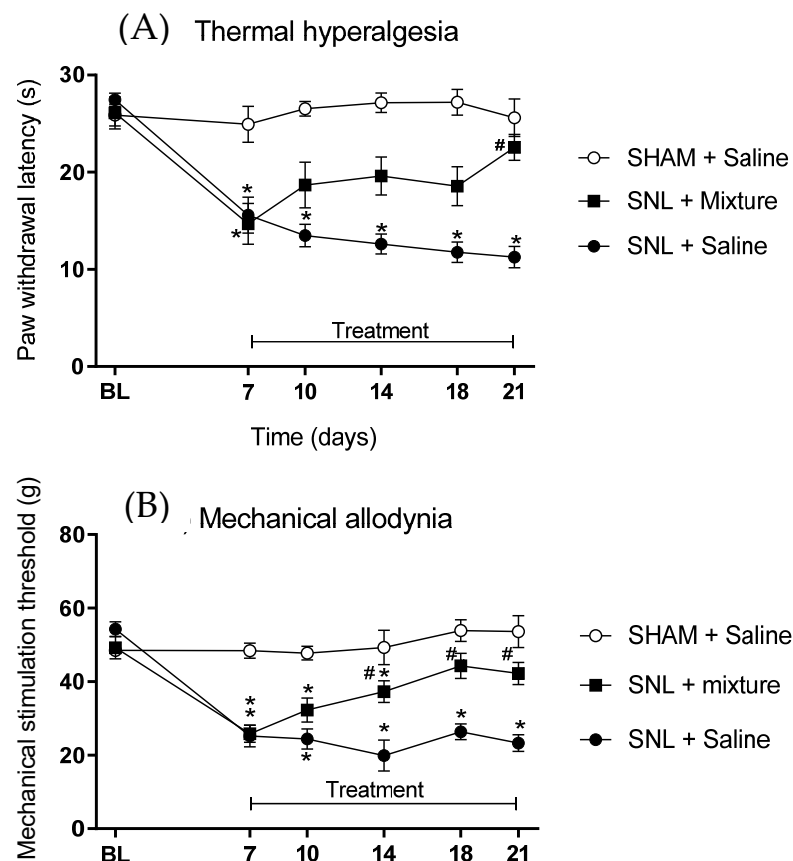 (A) Thermal hyperalgesia
Paw withdrawal latency (s)
30
20
10
0
* * * * * * #
Treatment
BL 7 10 14 18 21
Time (days)
SHAM + Saline
SNL + Mixture
SNL + Saline
(B) Mechanical allodynia
Mechanical stimulation threshold (g)
80
60
40
20
0
* * * * # * * # * # *
Treatment
BL 7 10 14 18 21
SHAM + Saline
SNL + mixture
SNL + Saline